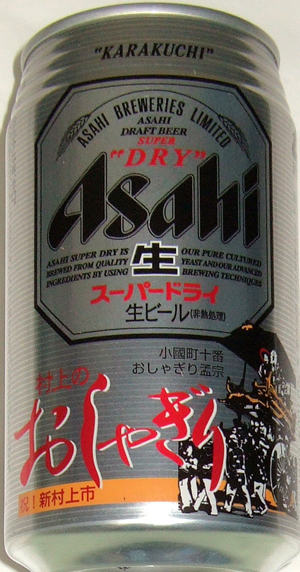 "KARAKUCHI"
ASAHI BREWERIES LIMITED
ASAHI
DRAFT BEER
SUPER
"DRY"
Asahi
ASAHI SUPER DRY IS
BREWED FROM QUALITY
INGREDIENTS BY USING
生
OUR PURE CULTURED
YEAST AND OUR ADVANCED
BREWING TECHNIQUES
スーパードライ
生ビール(非熱処理)
小國町十番
おしゃぎり孟宗
村上の
おしゃぎり
祝!新村上市